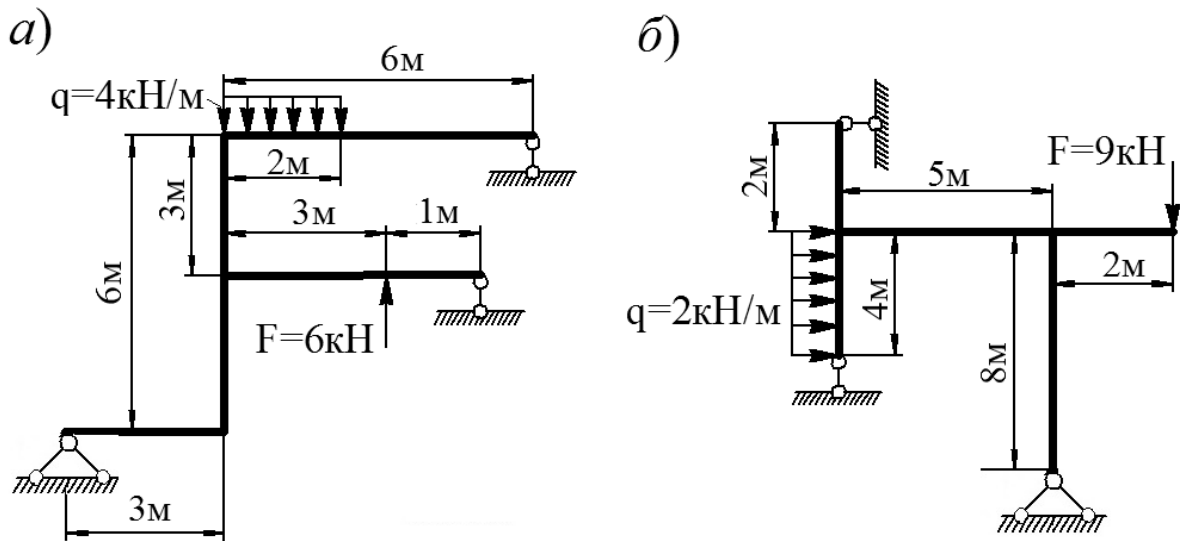 а)
6м
q=4кН/м
2м
3м
3м
1м
6м
F=6кН
3м
б)
F=9кН
2м
5м
2м
q=2кН/м
4м
8м